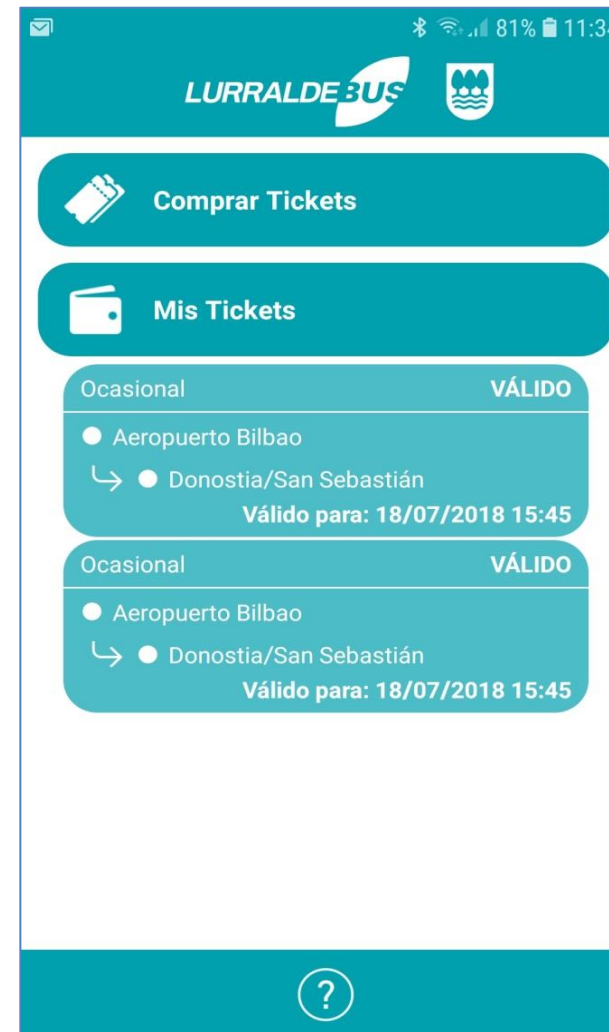 81% 11:34
LURRALDEBUS
Comprar Tickets
Mis Tickets
Ocasional VÁLIDO
Aeropuerto Bilbao
Donostia/San Sebastián
Válido para: 18/07/2018 15:45
Ocasional VÁLIDO
Aeropuerto Bilbao
Donostia/San Sebastián
Válido para: 18/07/2018 15:45
?